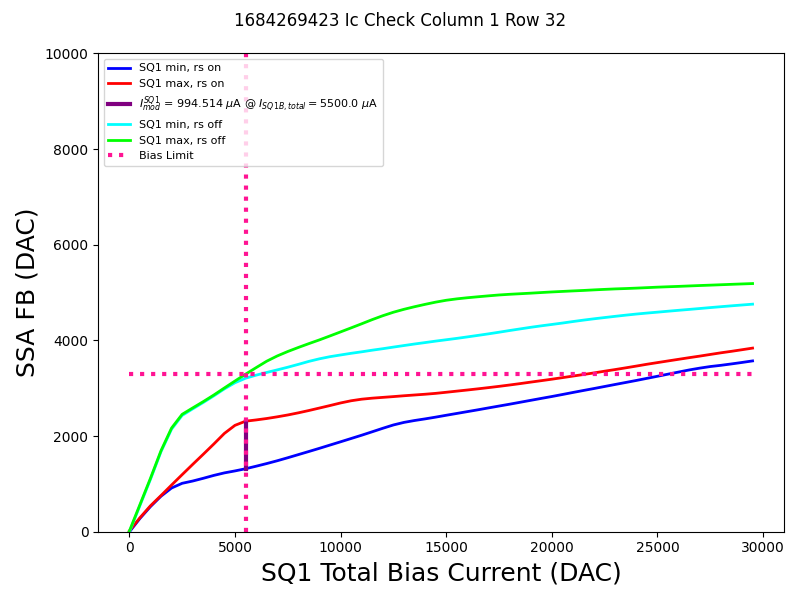 1684269423 Ic Check Column 1 Row 32
SSA FB (DAC)
10000
8000
6000
4000
2000
0
SQ1 min, rs on
SQ1 max, rs on
I_{mod}^{SQ1} = 994.514 μA @ I_{SQ1B,total} = 5500.0 μA
SQ1 min, rs off
SQ1 max, rs off
Bias Limit
0 5000 10000 15000 20000 25000 30000
SQ1 Total Bias Current (DAC)